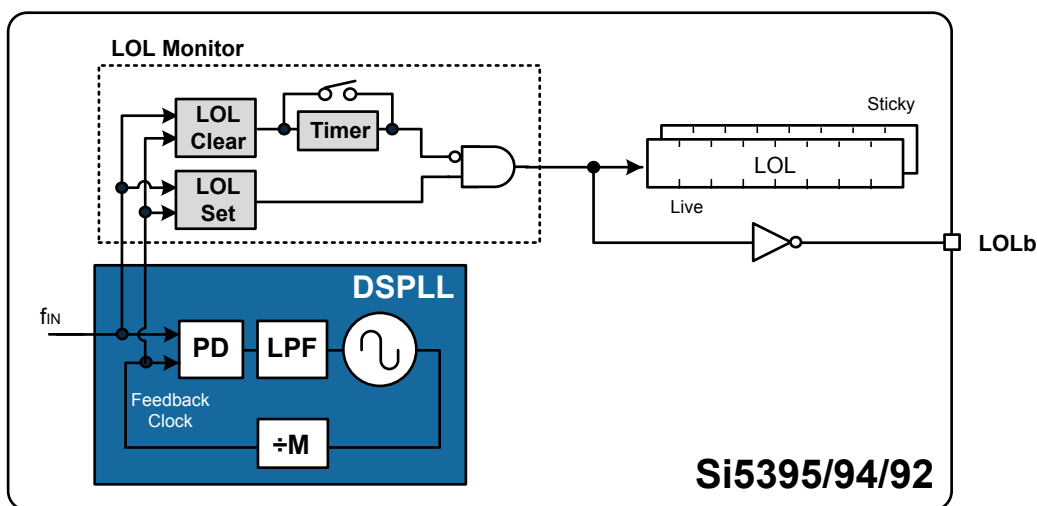 LOL Monitor
LOL
Clear
Timer
LOL
Set
Sticky
LOL
Live
LOLb
DSPLL
fIN
PD
LPF
Feedback
Clock
÷M
Si5395/94/92